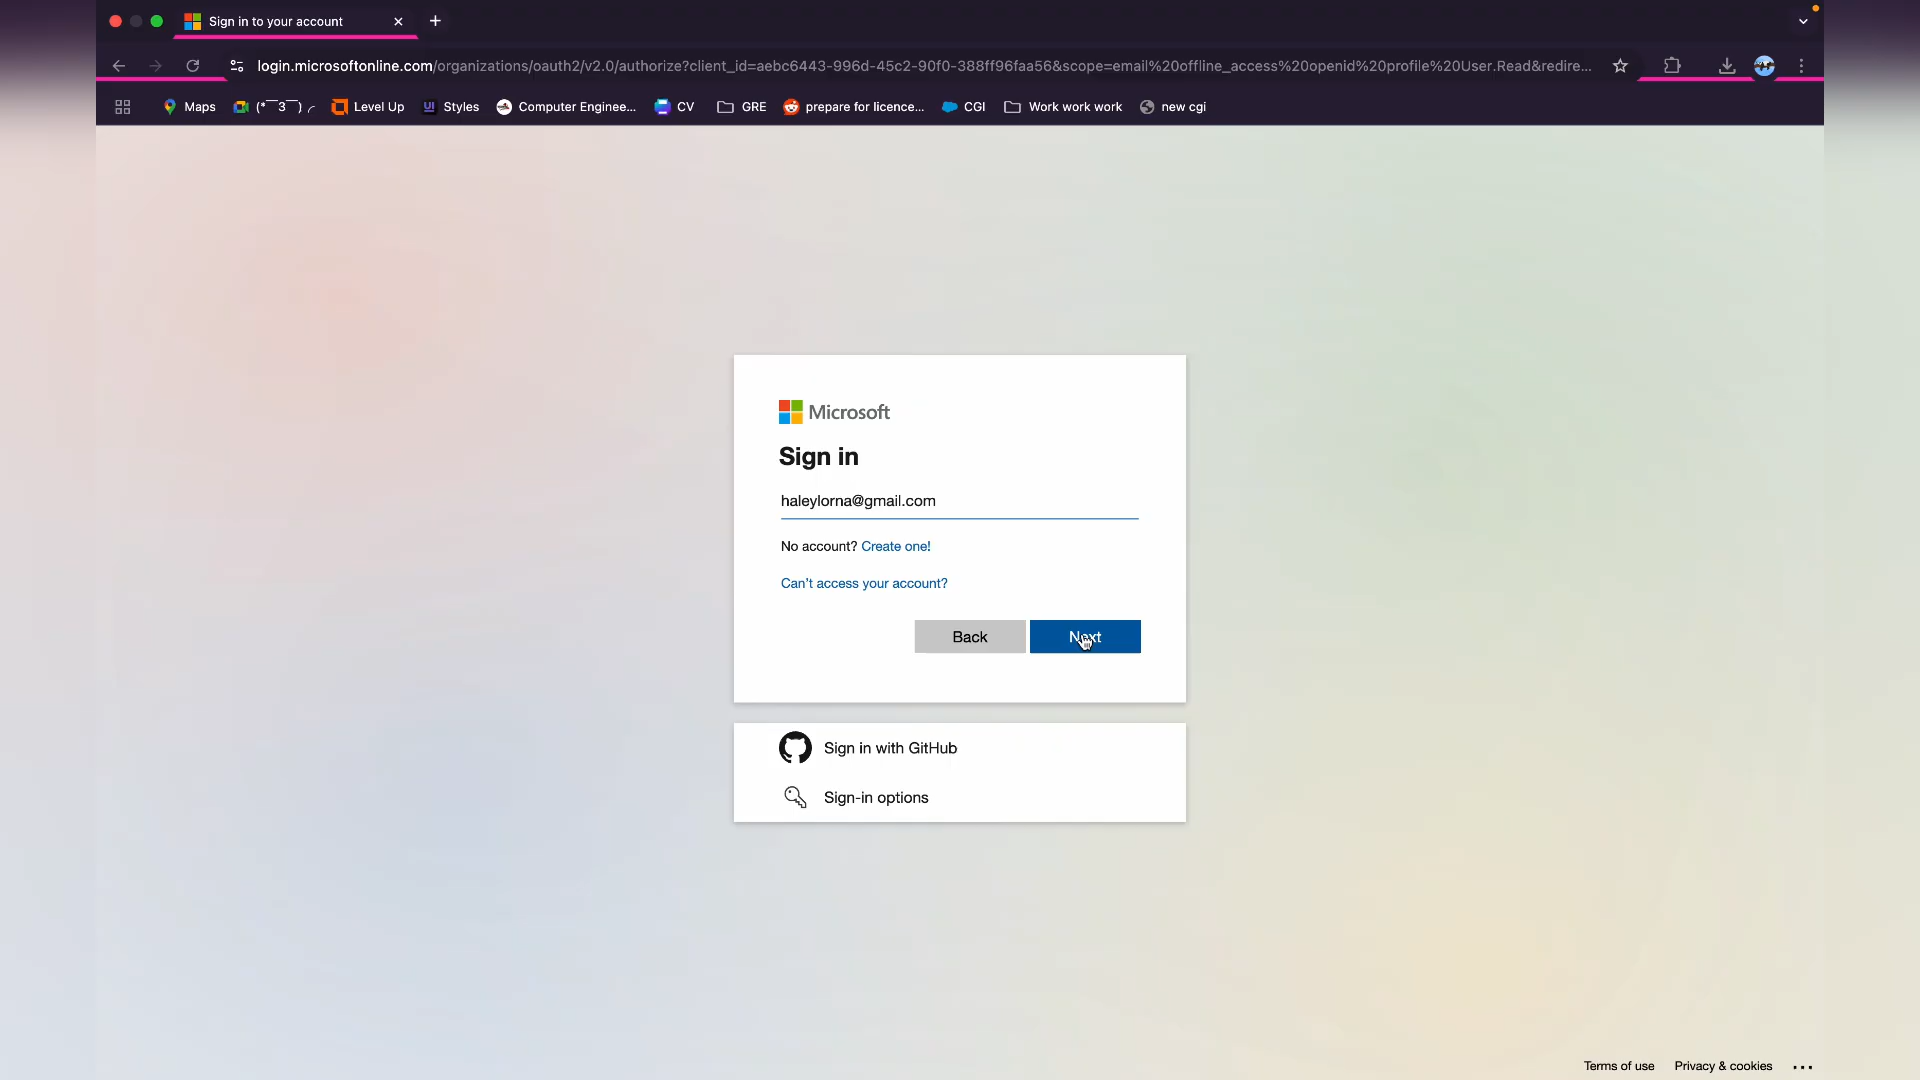 Sign in to your account
login.microsoftonline.com/organizations/oauth2/v2.0/authorize?client_id=aebc6443-996d-45c2-90f0-388ff96faa56&scope=email%20offline_access%20openid%20profile%20User.Read&redire...
Maps
(*¯3¯)╭
Level Up
UI Styles
Computer Enginee...
CV
GRE
prepare for licence...
CGI
Work work work
new cgi
Microsoft
Sign in
haleylorna@gmail.com
No account? Create one!
Can't access your account?
Back
Next
Sign in with GitHub
Sign-in options
Terms of use
Privacy & cookies
...